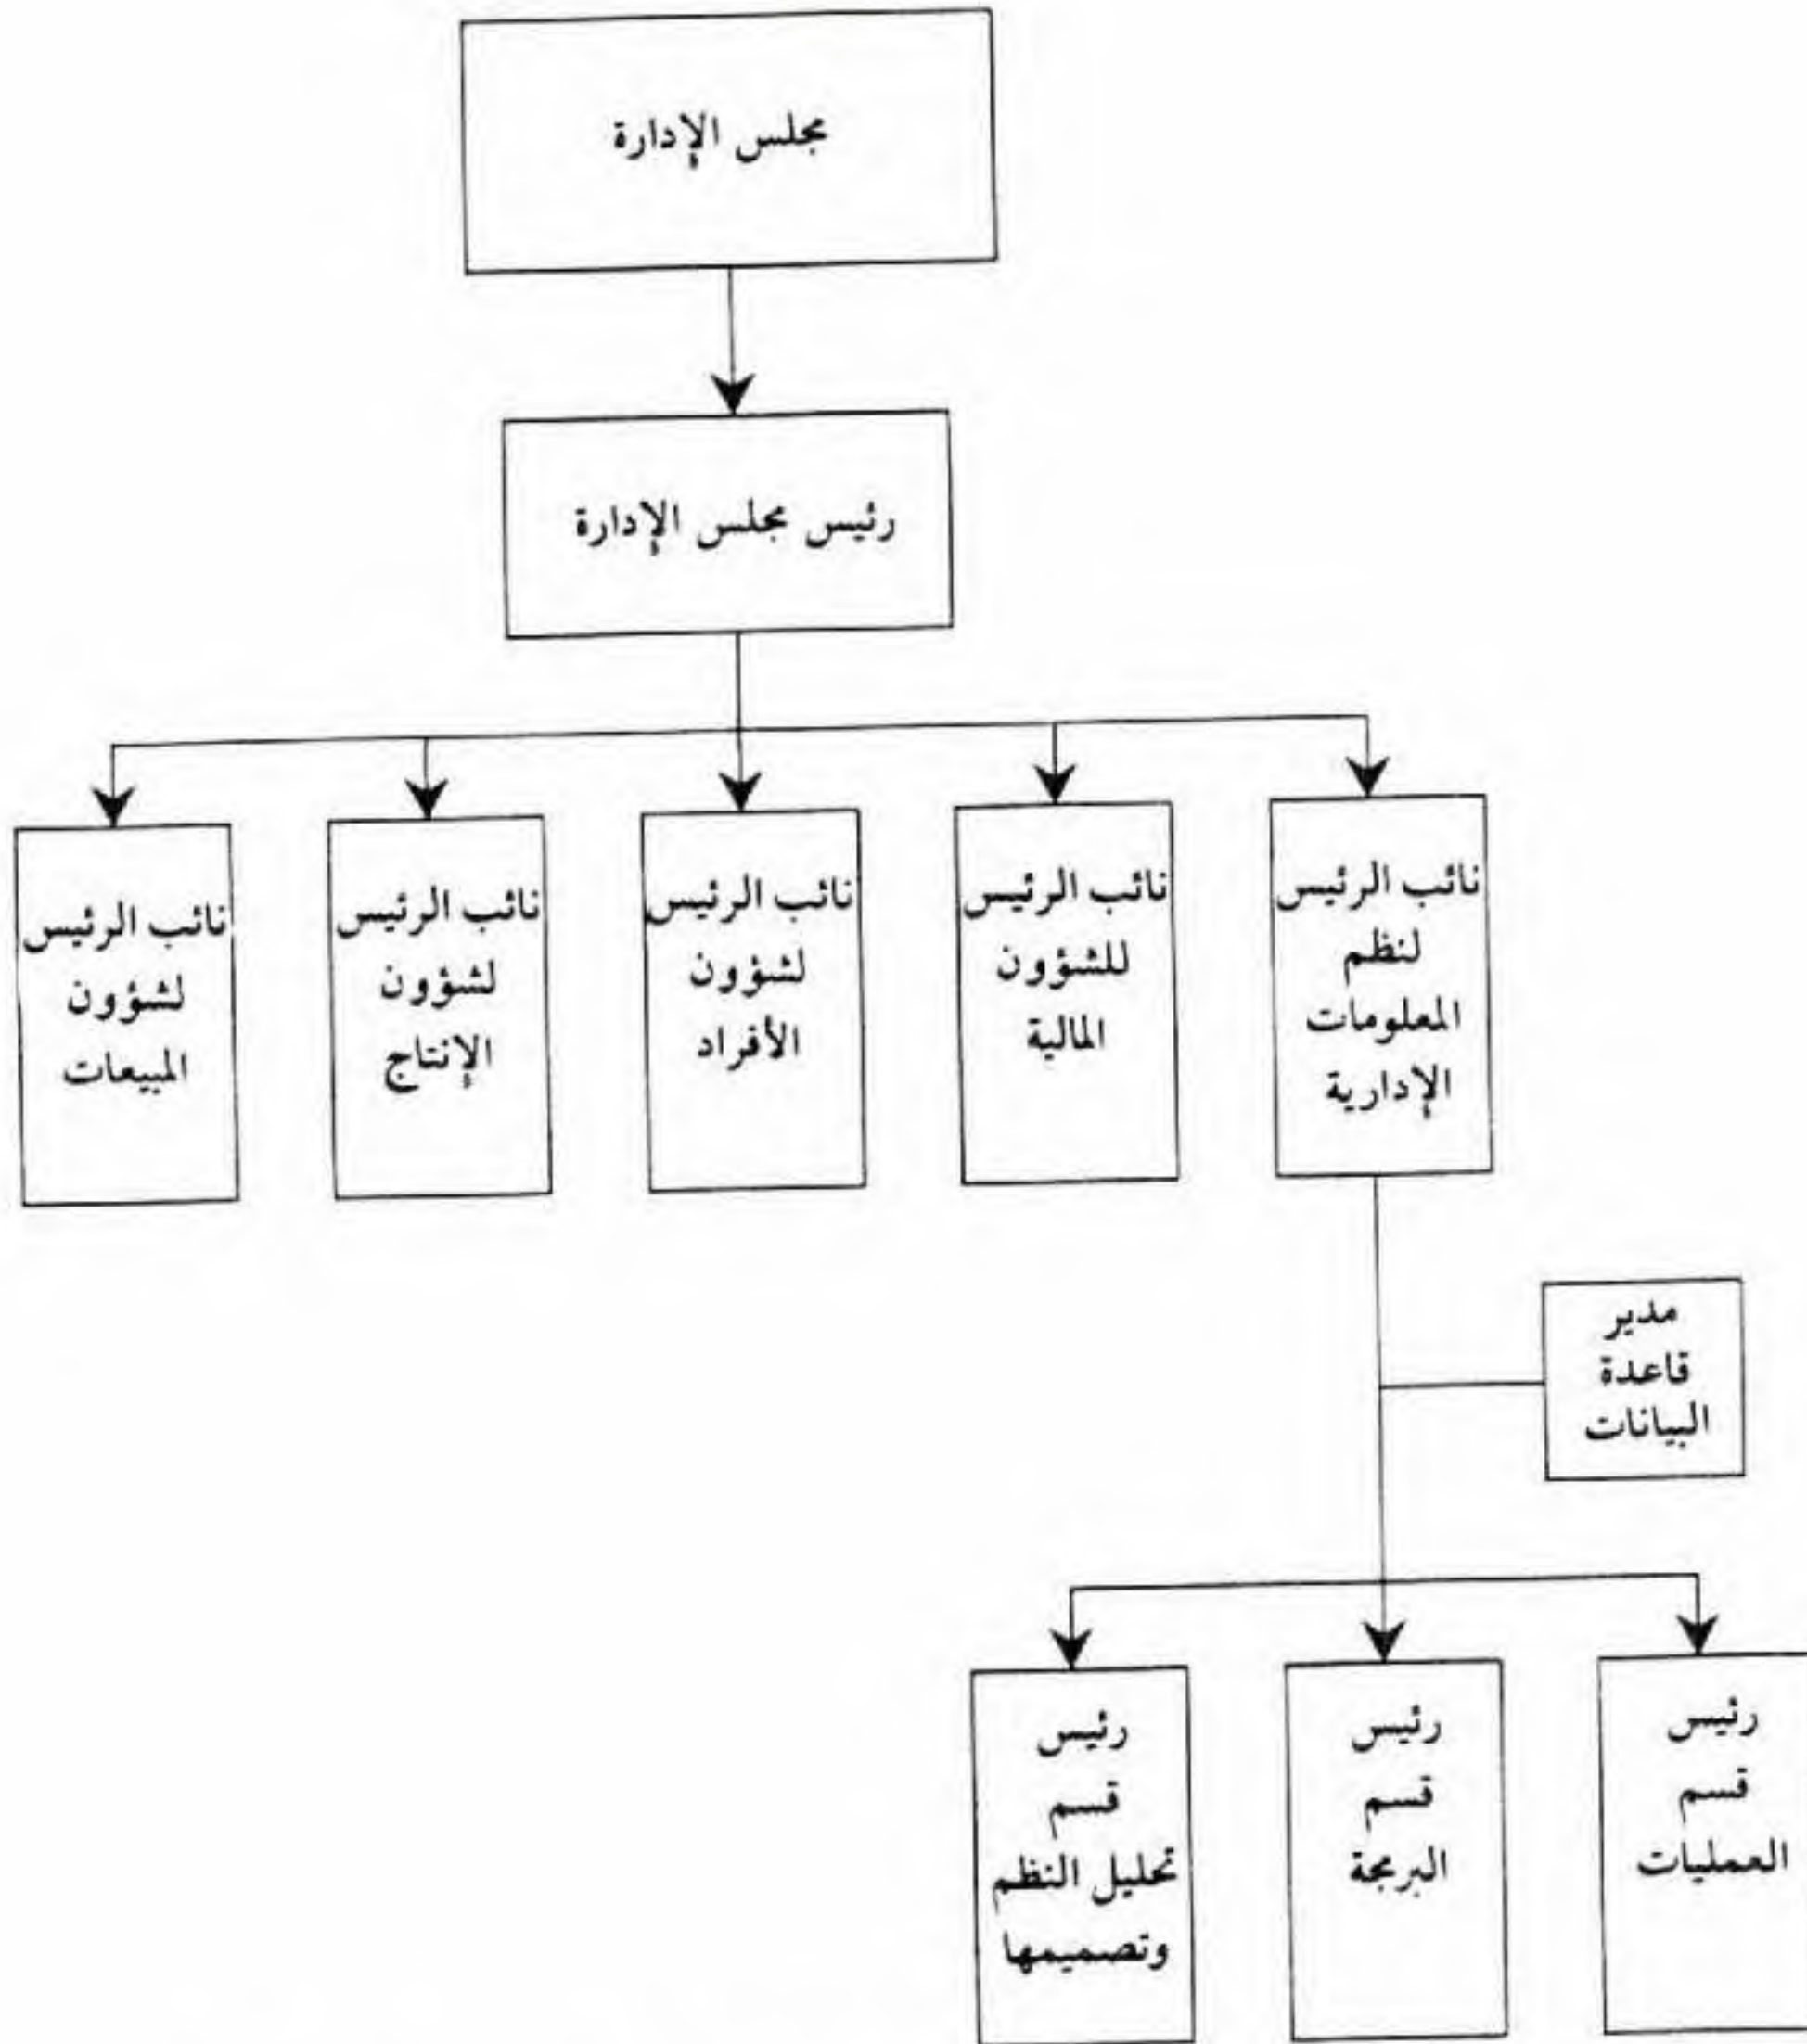 مجلس الإدارة
رئيس مجلس الإدارة
نائب الرئيس
لنظم
المعلومات
الإدارية
نائب الرئيس
للشؤون
المالية
نائب الرئيس
لشؤون
الأفراد
نائب الرئيس
لشؤون
الإنتاج
نائب الرئيس
لشؤون
المبيعات
مدير
قاعدة
البيانات
رئيس
قسم
العمليات
رئيس
قسم
البرمجة
رئيس
قسم
تحليل النظم
وتصميمها